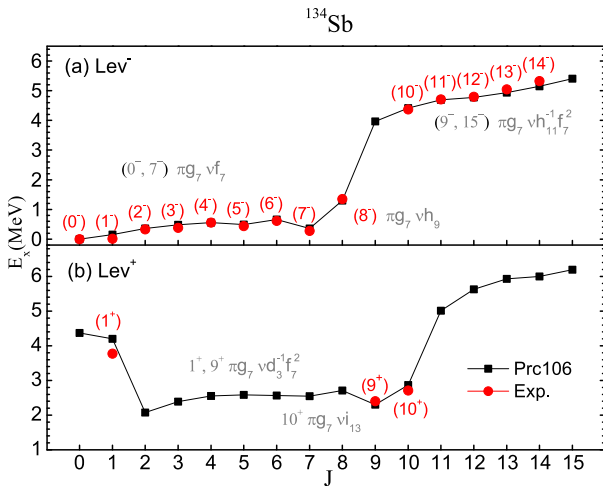 ¹³⁴Sb
(a) Lev⁻
(0⁻) (1⁻) (2⁻) (3⁻) (4⁻) (5⁻) (6⁻) (7⁻) (8⁻) (10⁻) (11⁻) (12⁻) (13⁻) (14⁻)
(0⁻, 7⁻) πg₇ νf₇
πg₇ νh₉
(9⁻, 15⁻) πg₇ νh₁₁⁻¹f₇²
6
5
4
3
2
1
0
Eₓ(MeV)
(b) Lev⁺
(1⁺) (9⁺) (10⁺)
1⁺, 9⁺ πg₇ νd₃⁻¹f₇²
10⁺ πg₇ νi₁₃
Prc106
Exp.
6
5
4
3
2
1
0 1 2 3 4 5 6 7 8 9 10 11 12 13 14 15
J